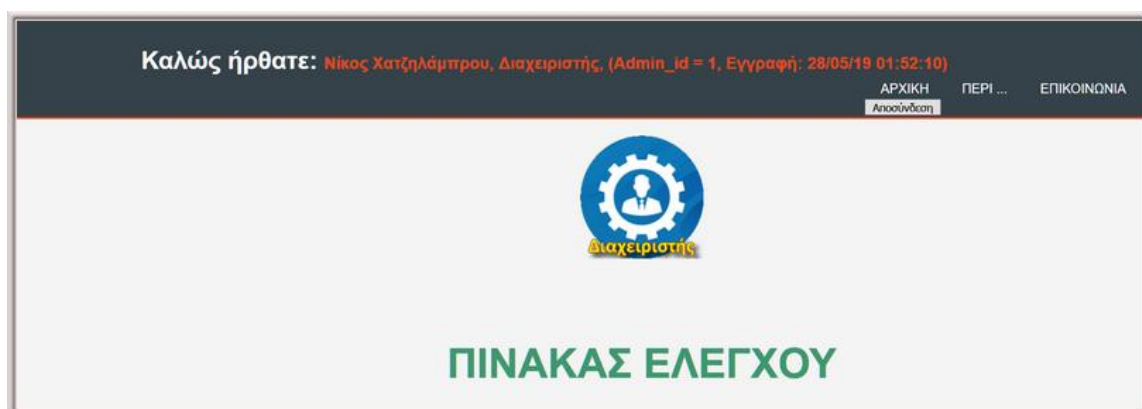 Καλώς ήρθατε: Νίκος Χατζηλάμπρου, Διαχειριστής, (Admin_id = 1, Εγγραφή: 28/05/19 01:52:10)
ΑΡΧΙΚΗ ΠΕΡΙ ... ΕΠΙΚΟΙΝΩΝΙΑ
Αποσύνδεση
Διαχειριστής
ΠΙΝΑΚΑΣ ΕΛΕΓΧΟΥ